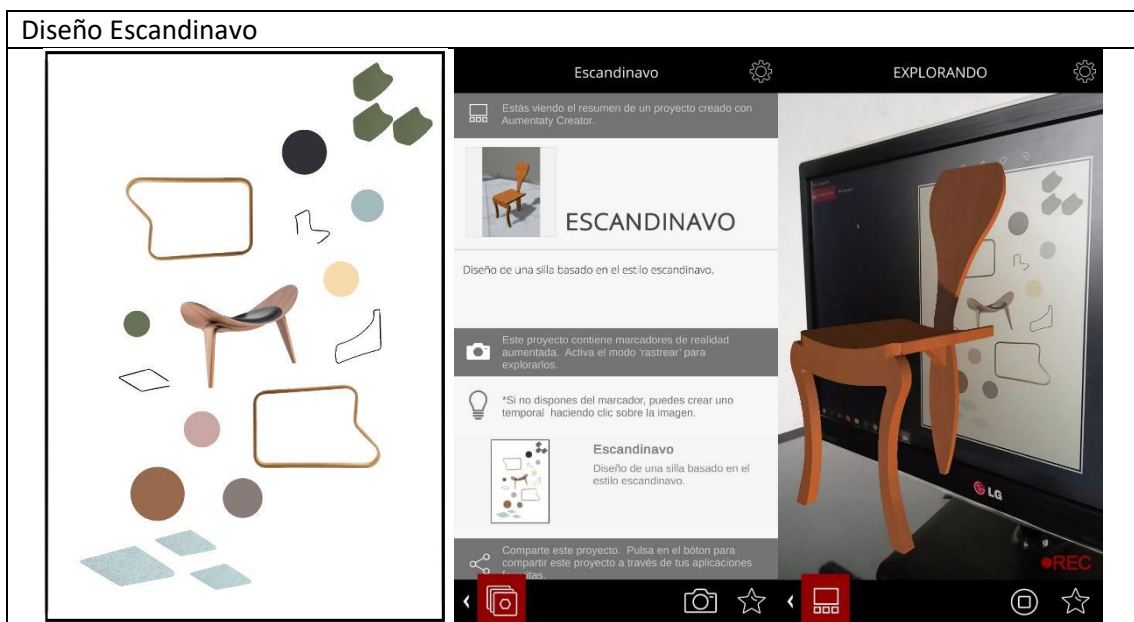 Diseño Escandinavo
Escandinavo
Estás viendo el resumen de un proyecto creado con
Aumentaty Creator.
ESCANDINAVO
Diseño de una silla basado en el estilo escandinavo.
Este proyecto contiene marcadores de realidad
aumentada. Activa el modo ‘rastrear’ para
explorarlos.
*Si no dispones del marcador, puedes crear uno
temporal haciendo clic sobre la imagen.
Escandinavo
Diseño de una silla basado en el
estilo escandinavo.
Comparte este proyecto. Pulsa en el bóton para
compartir este proyecto a través de tus aplicaciones
EXPLORANDO
LG
REC